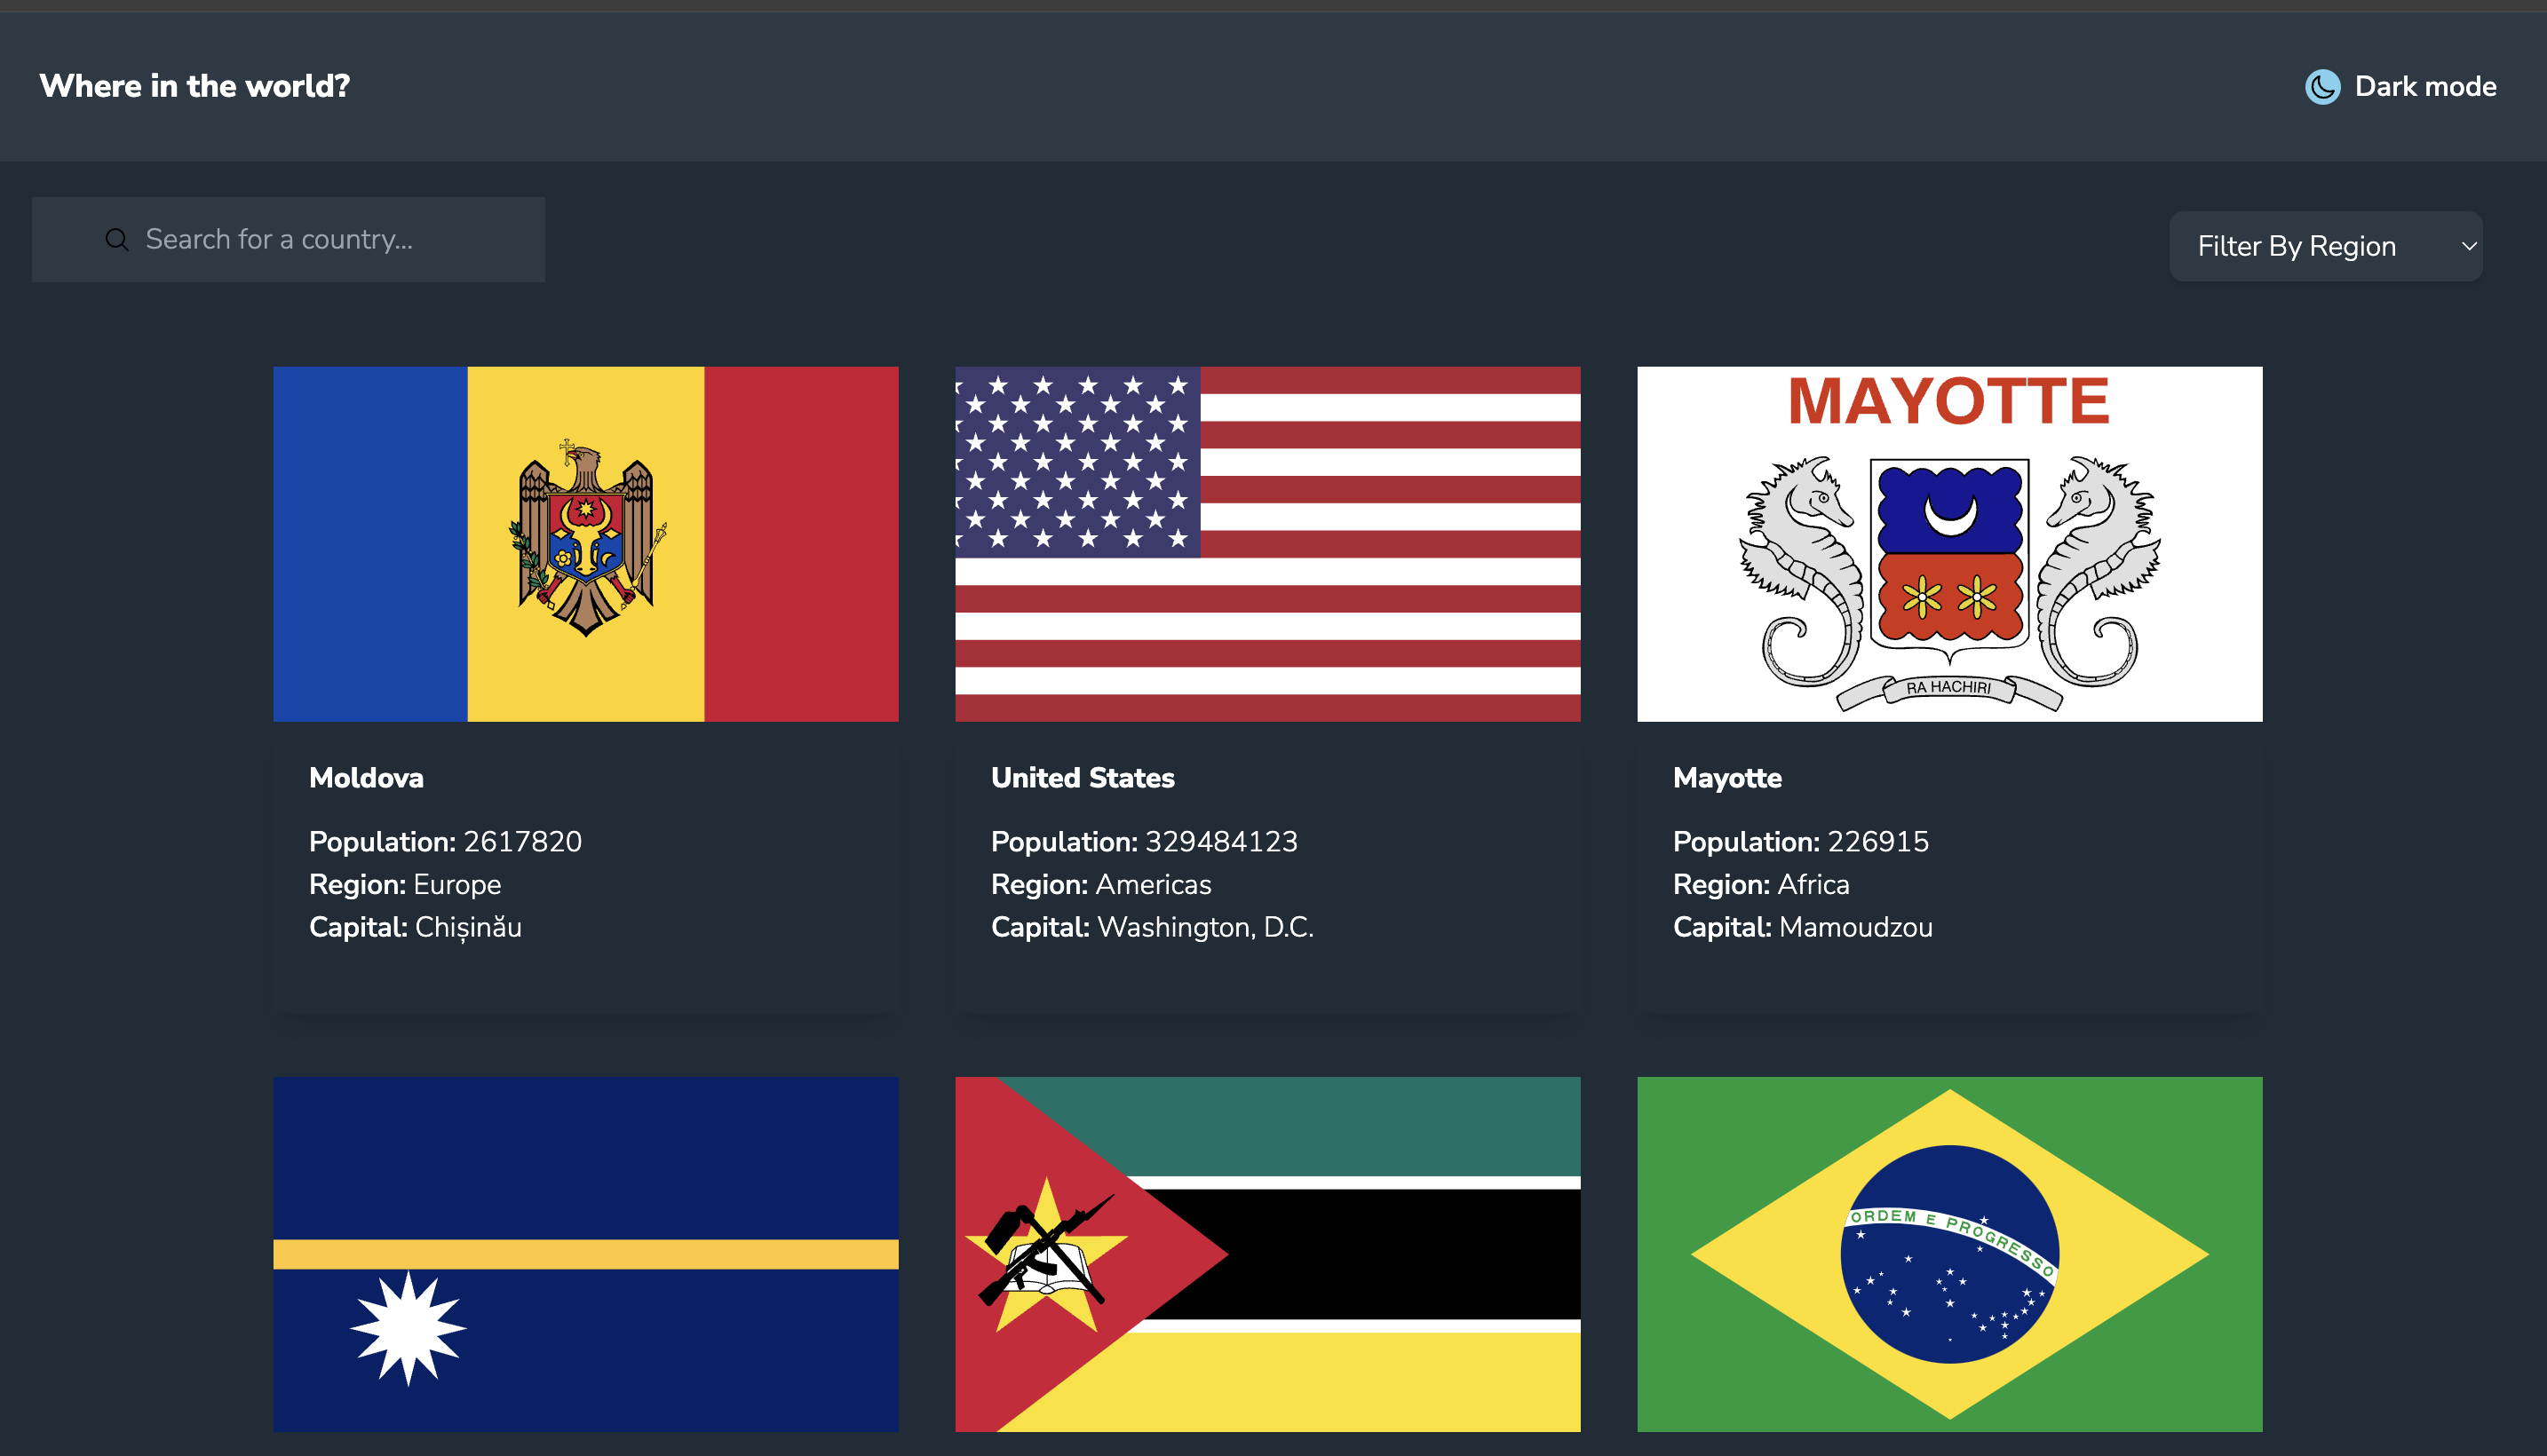 Where in the world?
Dark mode
Search for a country...
Filter By Region
MAYOTTE
RA HACHIRI
Moldova
Population: 2617820
Region: Europe
Capital: Chișinău
United States
Population: 329484123
Region: Americas
Capital: Washington, D.C.
Mayotte
Population: 226915
Region: Africa
Capital: Mamoudzou
ORDEM E PROGRESSO